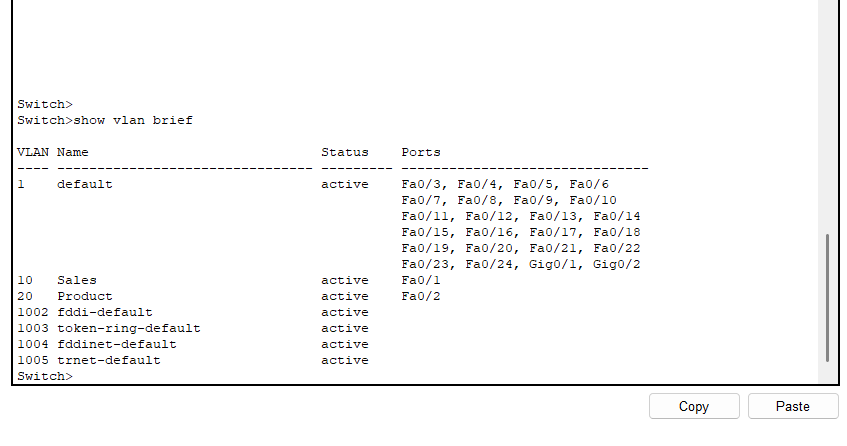 Switch>
Switch>show vlan brief
VLAN Name                             Status    Ports
---- -------------------------------- --------- -------------------------------
1    default                          active    Fa0/3, Fa0/4, Fa0/5, Fa0/6
                                                Fa0/7, Fa0/8, Fa0/9, Fa0/10
                                                Fa0/11, Fa0/12, Fa0/13, Fa0/14
                                                Fa0/15, Fa0/16, Fa0/17, Fa0/18
                                                Fa0/19, Fa0/20, Fa0/21, Fa0/22
                                                Fa0/23, Fa0/24, Gig0/1, Gig0/2
10   Sales                            active    Fa0/1
20   Product                          active    Fa0/2
1002 fddi-default                     active
1003 token-ring-default               active
1004 fddinet-default                  active
1005 trnet-default                    active
Switch>
Copy Paste